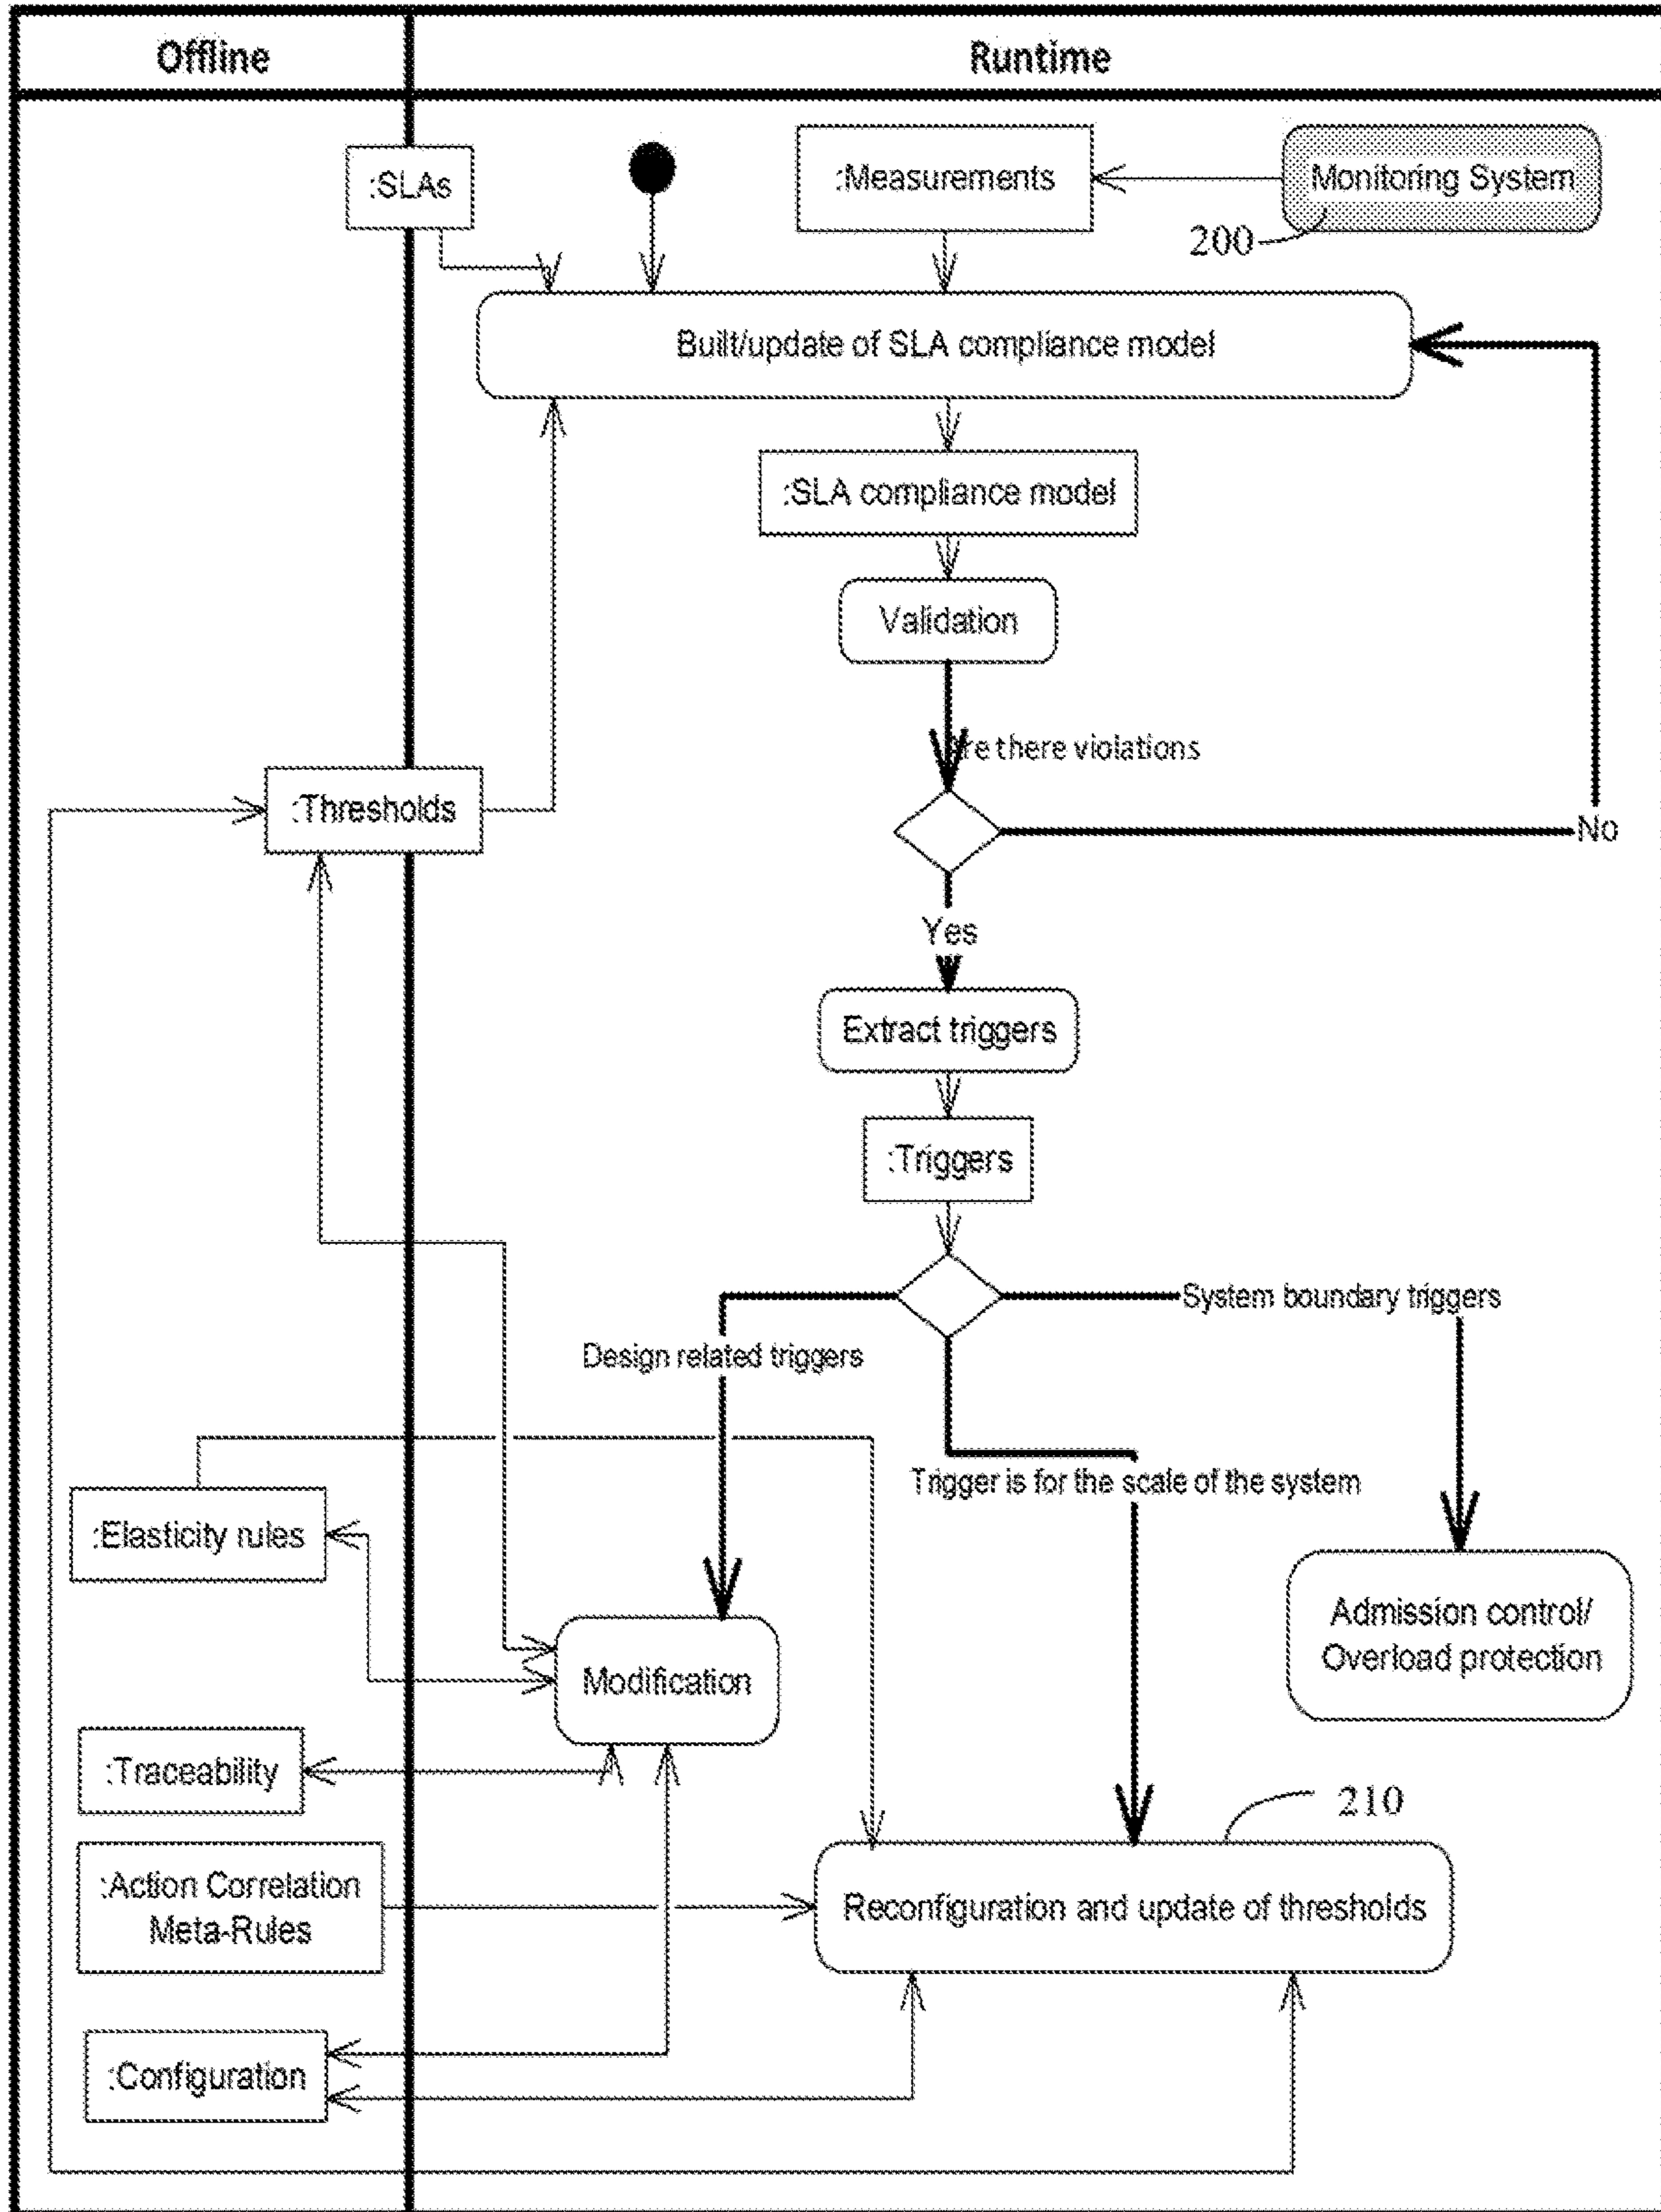 Offline
Runtime
:SLAs
:Measurements
Monitoring System
200
Built/update of SLA compliance model
:SLA compliance model
Validation
re there violations
:Thresholds
No
Yes
Extract triggers
:Triggers
System boundary triggers
Design related triggers
Trigger is for the scale of the system
:Elasticity rules
Admission control/
Overload protection
Modification
:Traceability
210
:Action Correlation
Meta-Rules
Reconfiguration and update of thresholds
:Configuration